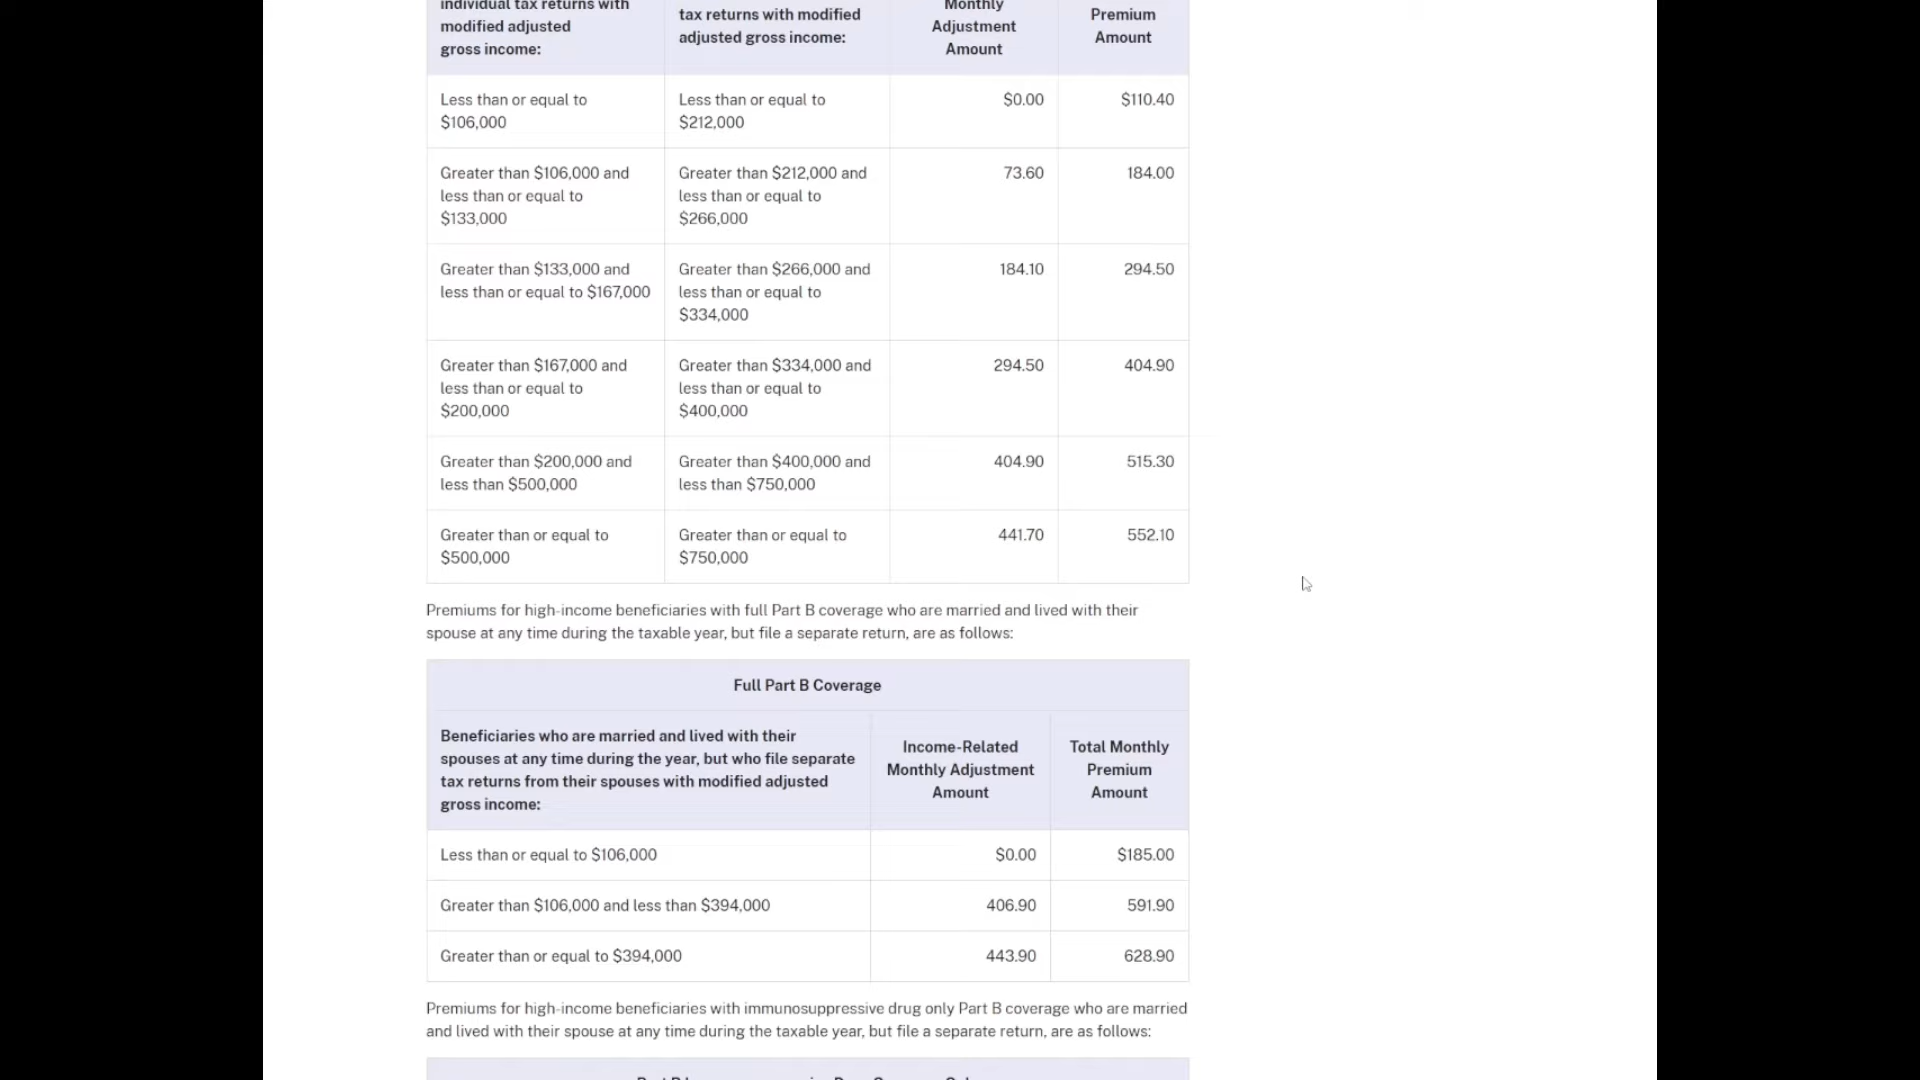 individual tax returns with
modified adjusted
gross income:
tax returns with modified
adjusted gross income:
Monthly
Adjustment
Amount
Premium
Amount
Less than or equal to
$106,000
Less than or equal to
$212,000
$0.00
$110.40
Greater than $106,000 and
less than or equal to
$133,000
Greater than $212,000 and
less than or equal to
$266,000
73.60
184.00
Greater than $133,000 and
less than or equal to $167,000
Greater than $266,000 and
less than or equal to
$334,000
184.10
294.50
Greater than $167,000 and
less than or equal to
$200,000
Greater than $334,000 and
less than or equal to
$400,000
294.50
404.90
Greater than $200,000 and
less than $500,000
Greater than $400,000 and
less than $750,000
404.90
515.30
Greater than or equal to
$500,000
Greater than or equal to
$750,000
441.70
552.10
Premiums for high-income beneficiaries with full Part B coverage who are married and lived with their
spouse at any time during the taxable year, but file a separate return, are as follows:
Full Part B Coverage
Beneficiaries who are married and lived with their
spouses at any time during the year, but who file separate
tax returns from their spouses with modified adjusted
gross income:
Income-Related
Monthly Adjustment
Amount
Total Monthly
Premium
Amount
Less than or equal to $106,000
$0.00
$185.00
Greater than $106,000 and less than $394,000
406.90
591.90
Greater than or equal to $394,000
443.90
628.90
Premiums for high-income beneficiaries with immunosuppressive drug only Part B coverage who are married
and lived with their spouse at any time during the taxable year, but file a separate return, are as follows: